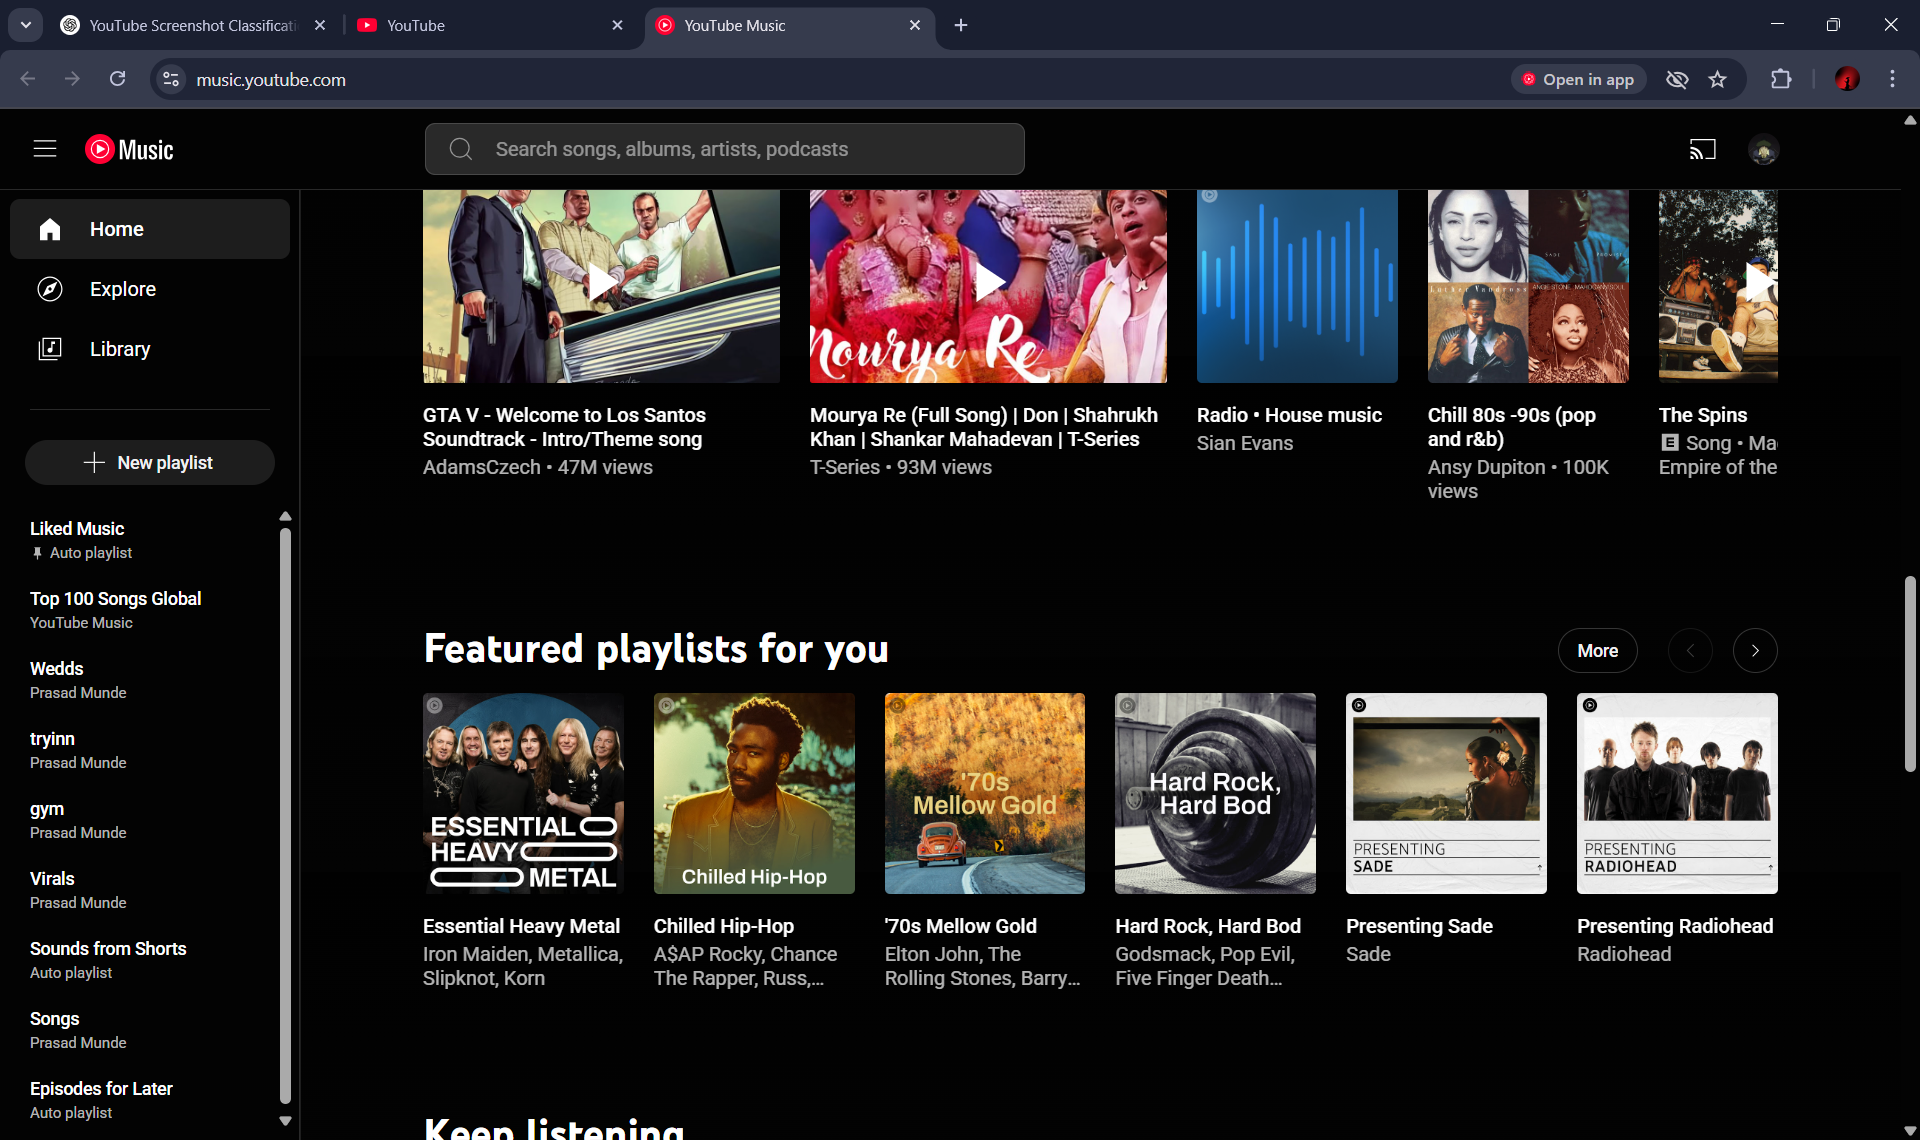 YouTube Screenshot Classificati
YouTube
YouTube Music
music.youtube.com
Open in app
Music
Search songs, albums, artists, podcasts
Home
Explore
Library
New playlist
Liked Music
Auto playlist
Top 100 Songs Global
YouTube Music
Wedds
Prasad Munde
tryinn
Prasad Munde
gym
Prasad Munde
Virals
Prasad Munde
Sounds from Shorts
Auto playlist
Songs
Prasad Munde
Episodes for Later
Auto playlist
Mourya Re
SADE
PROMISE
Luther Vandross
ANGIE STONE, MAHOGANY SOUL
GTA V - Welcome to Los Santos
Soundtrack - Intro/Theme song
AdamsCzech • 47M views
Mourya Re (Full Song) | Don | Shahrukh
Khan | Shankar Mahadevan | T-Series
T-Series • 93M views
Radio • House music
Sian Evans
Chill 80s -90s (pop
and r&b)
Ansy Dupiton • 100K
views
The Spins
E Song • Mac
Empire of the
Featured playlists for you
More
ESSENTIAL
HEAVY
METAL
Chilled Hip-Hop
'70s
Mellow Gold
Hard Rock,
Hard Bod
PRESENTING
SADE
PRESENTING
RADIOHEAD
Essential Heavy Metal
Iron Maiden, Metallica,
Slipknot, Korn
Chilled Hip-Hop
A$AP Rocky, Chance
The Rapper, Russ,...
'70s Mellow Gold
Elton John, The
Rolling Stones, Barry...
Hard Rock, Hard Bod
Godsmack, Pop Evil,
Five Finger Death...
Presenting Sade
Sade
Presenting Radiohead
Radiohead
Keep listening